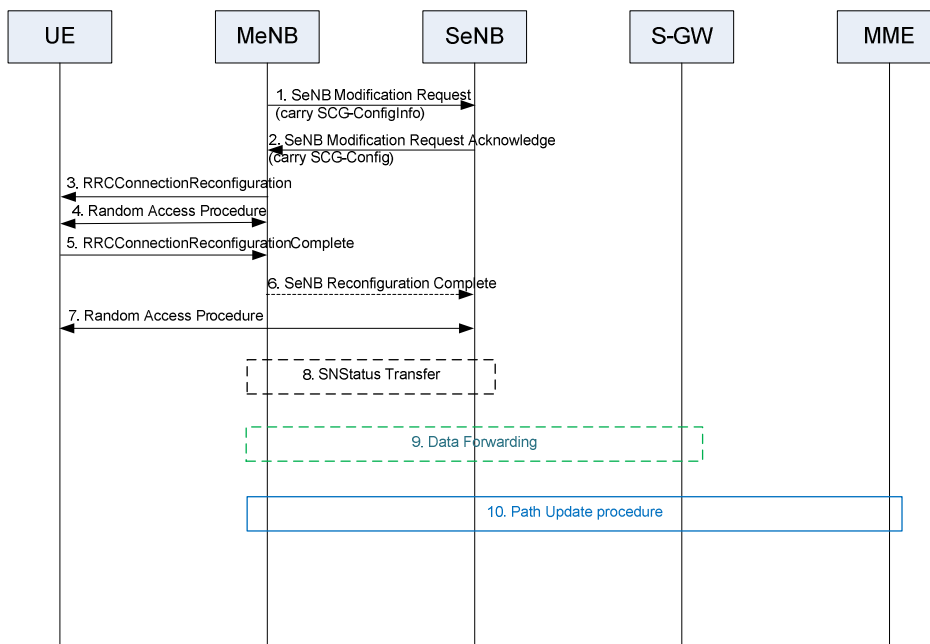 UE
MeNB
SeNB
S-GW
MME
1. SeNB Modification Request
(carry SCG-ConfigInfo)
2. SeNB Modification Request Acknowledge
(carry SCG-Config)
3. RRCConnectionReconfiguration
4. Random Access Procedure
5. RRCConnectionReconfigurationComplete
6. SeNB Reconfiguration Complete
7. Random Access Procedure
8. SNStatus Transfer
9. Data Forwarding
10. Path Update procedure